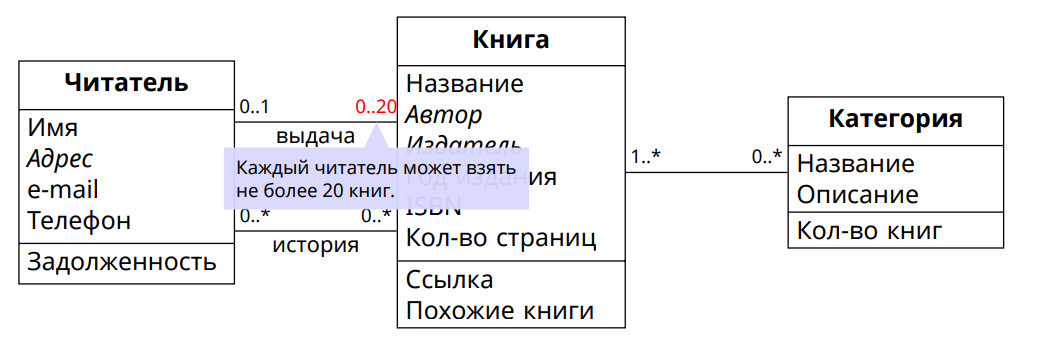 Читатель
Имя
Адрес
e-mail
Телефон
Задолженность
0..1
0..20
выдача
Каждый читатель может взять
не более 20 книг.
0..*
0..*
история
Книга
Название
Автор
Издатель
Год издания
ISBN
Кол-во страниц
Ссылка
Похожие книги
1..*
0..*
Категория
Название
Описание
Кол-во книг